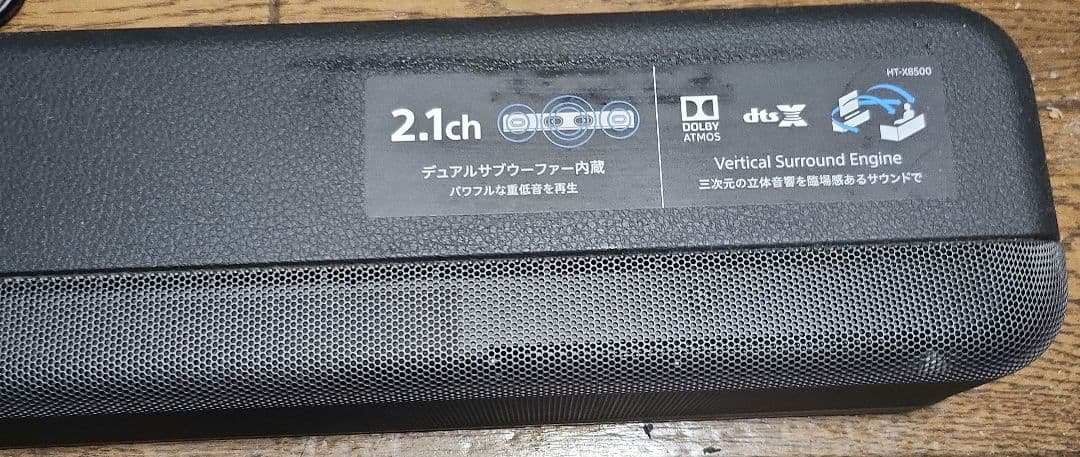 HT-X8500
2.1ch
デュアルサブウーファー内蔵
パワフルな重低音を再生
DOLBY
ATMOS
dts X
Vertical Surround Engine
三次元の立体音響を臨場感あるサウンドで